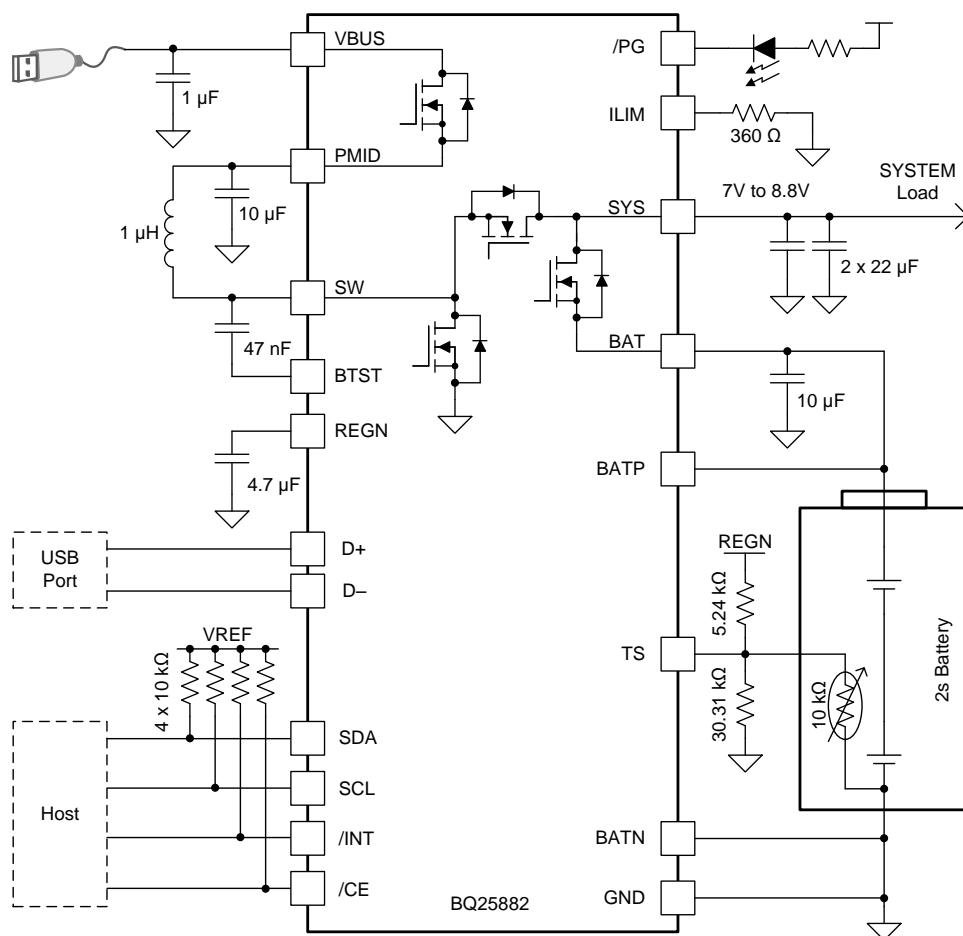 VBUS
1 µF
PMID
10 µF
1 µH
SW
47 nF
BTST
REGN
4.7 µF
USB
Port
D+
D–
VREF
4 x 10 kΩ
Host
SDA
SCL
/INT
/CE
BQ25882
/PG
ILIM
360 Ω
SYS
7V to 8.8V
SYSTEM
Load
2 x 22 µF
BAT
10 µF
BATP
REGN
5.24 kΩ
TS
30.31 kΩ
10 kΩ
2s Battery
BATN
GND